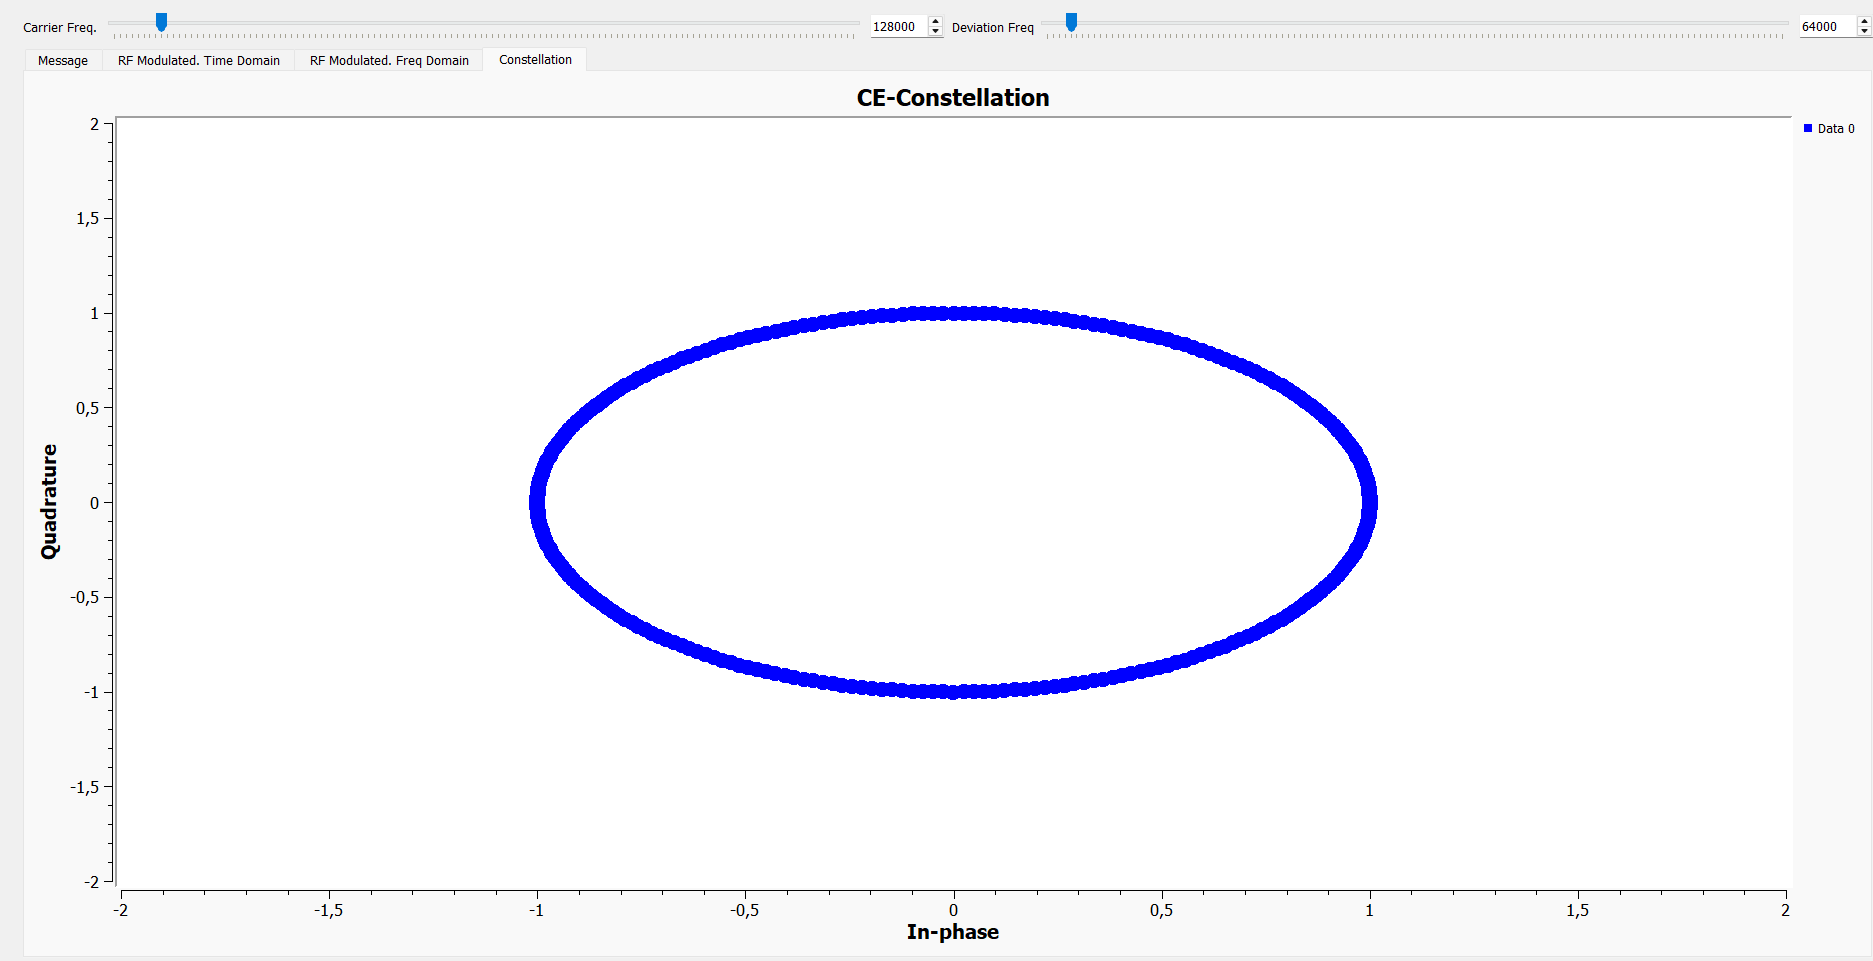 Carrier Freq. 128000 Deviation Freq 64000
Message RF Modulated. Time Domain RF Modulated. Freq Domain Constellation
CE-Constellation
Data 0
2
1,5
1
0,5
0
-0,5
-1
-1,5
-2
Quadrature
-2 -1,5 -1 -0,5 0 0,5 1 1,5 2
In-phase